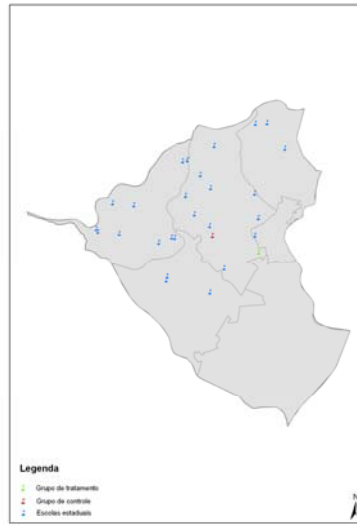 Legenda
Grupo de tratamento
Grupo de controle
Escolas estaduais
N